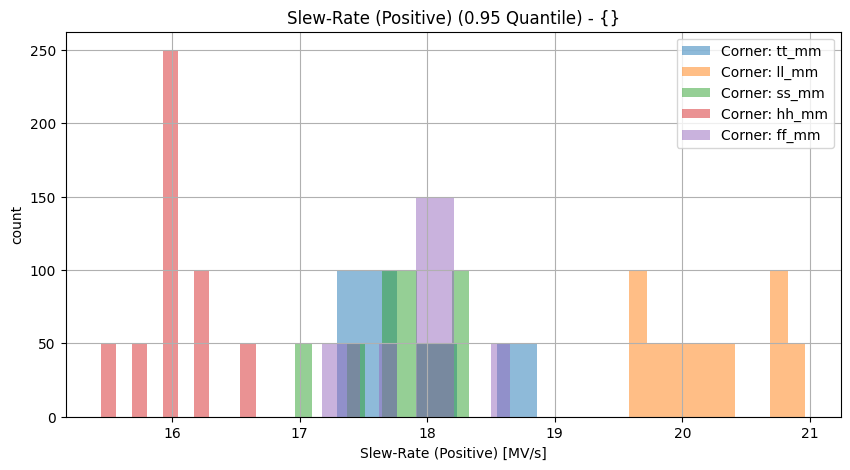 Slew-Rate (Positive) (0.95 Quantile) - {}
Corner: tt_mm
Corner: ll_mm
Corner: ss_mm
Corner: hh_mm
Corner: ff_mm
count
250
200
150
100
50
0
16 17 18 19 20 21
Slew-Rate (Positive) [MV/s]